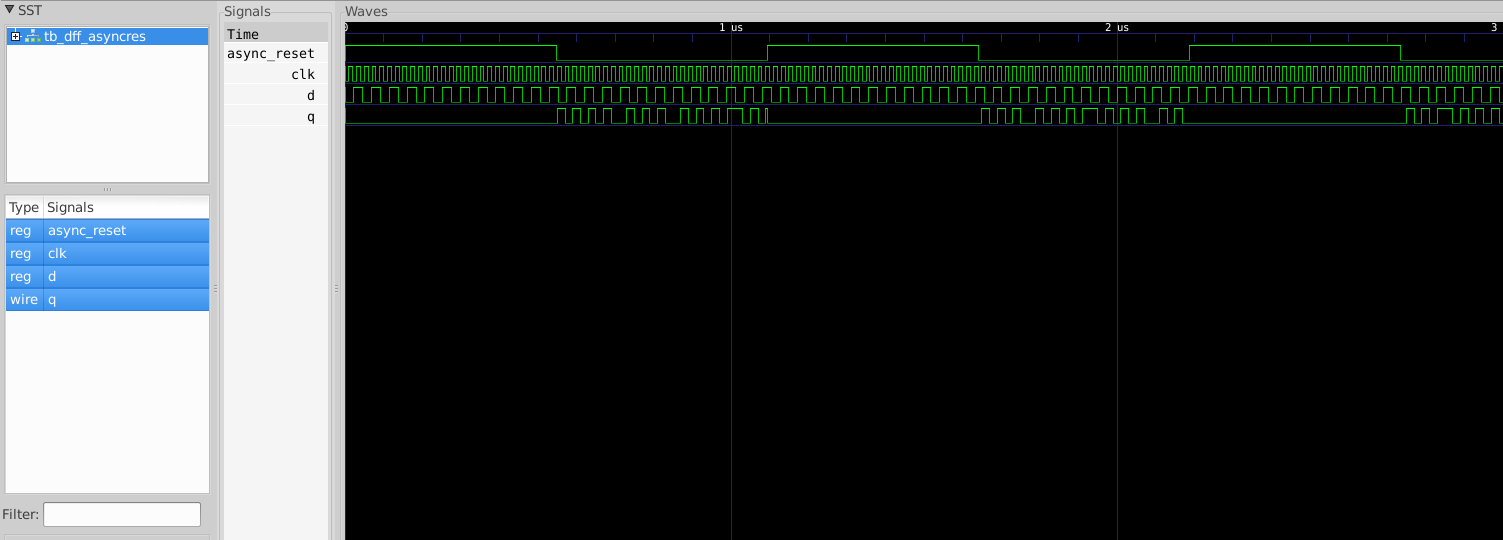 SST
tb_dff_asyncres
Type Signals
reg async_reset
reg clk
reg d
wire q
Filter:
Signals
Time
async_reset
clk
d
q
Waves
0 1 us 2 us 3